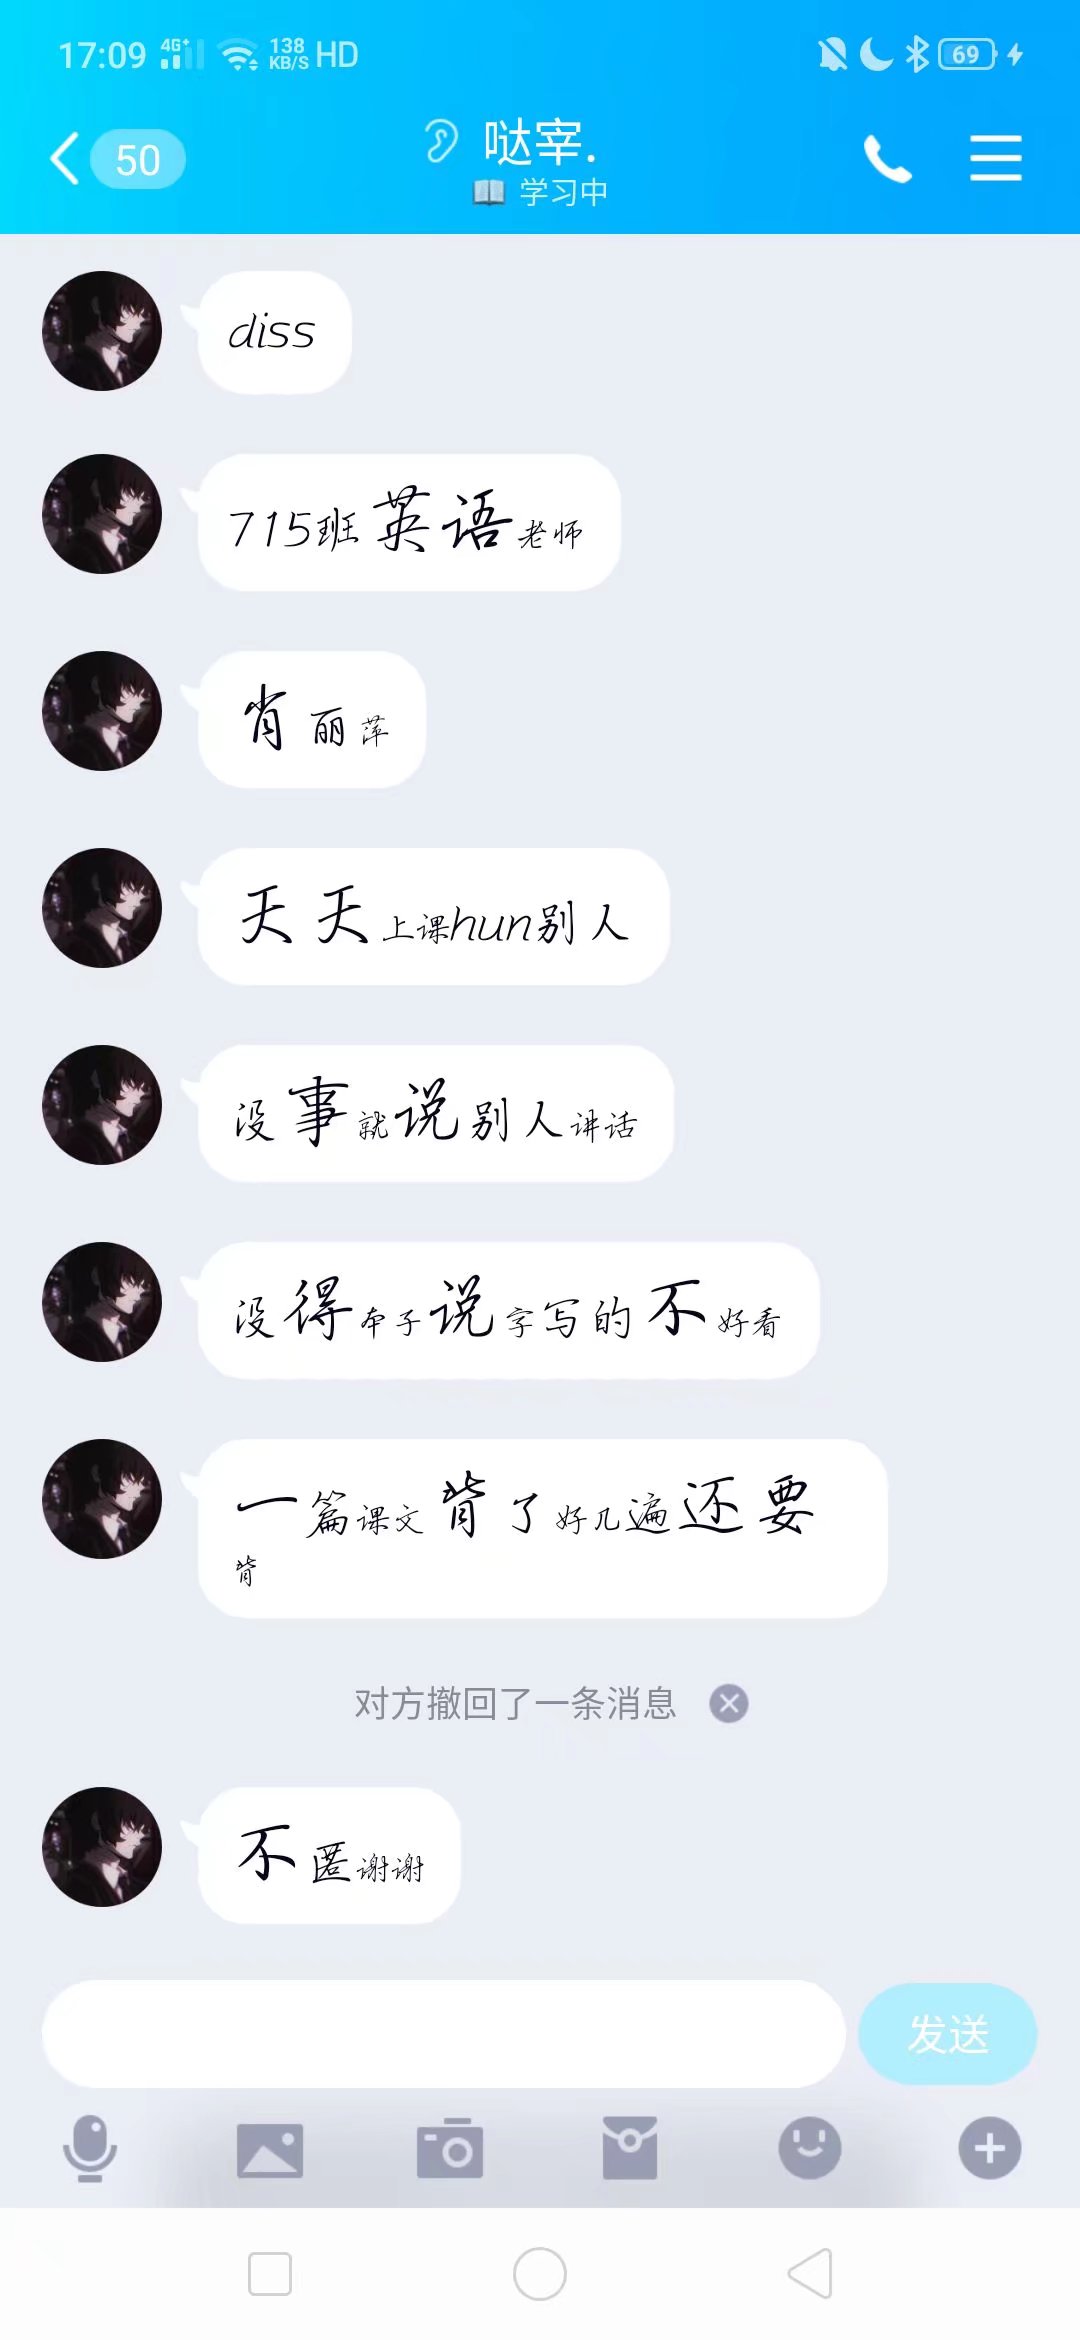 17:09 4G+ 138 KB/S HD 69
50
哒宰.
学习中
diss
715班英语老师
肖丽萍
天天上课hun别人
没事就说别人讲话
没得本子说字写的不好看
一篇课文背了好几遍还要
背
对方撤回了一条消息
不匿谢谢
发送